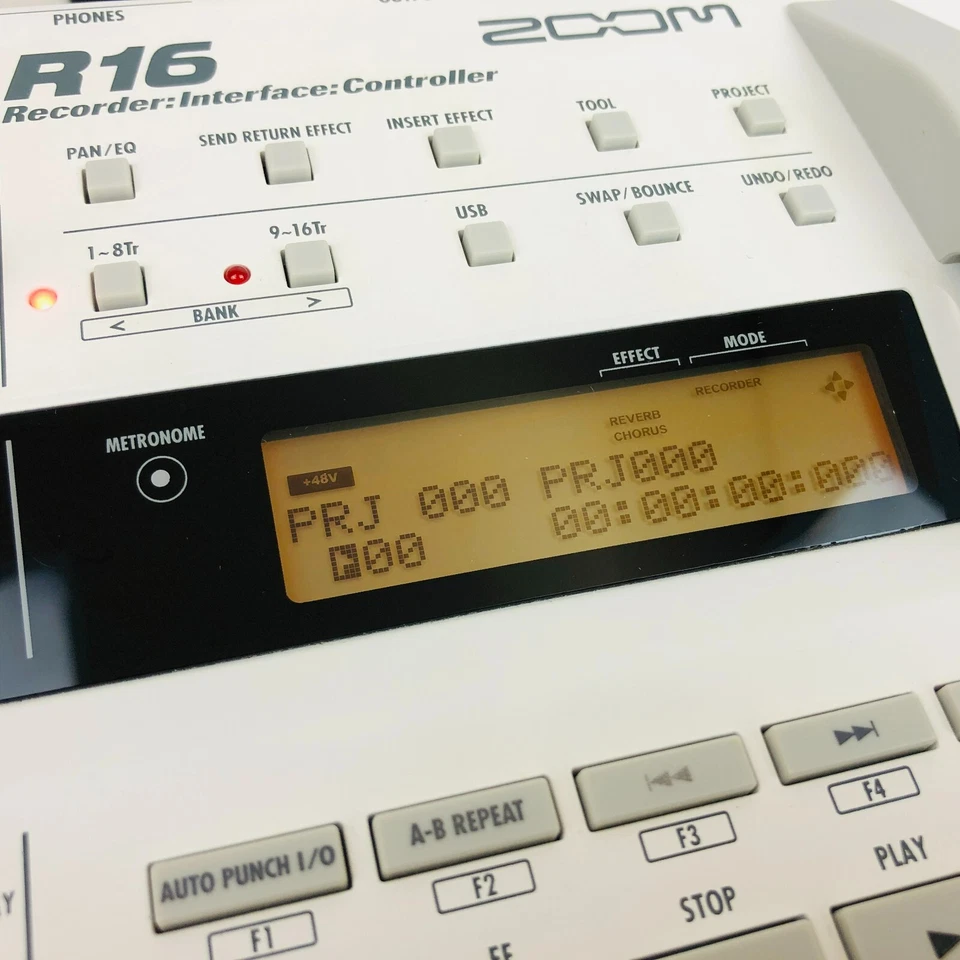 PHONES
ZOOM
R16
Recorder:Interface:Controller
PAN/EQ
SEND RETURN EFFECT
INSERT EFFECT
TOOL
PROJECT
1~8Tr
9~16Tr
USB
SWAP/BOUNCE
UNDO/REDO
< BANK >
EFFECT
MODE
METRONOME
RECORDER
REVERB
CHORUS
+48V
PRJ 000 PRJ000
00 00:00:00:000
AUTO PUNCH I/O
A-B REPEAT
F1
F2
F3
F4
STOP
PLAY